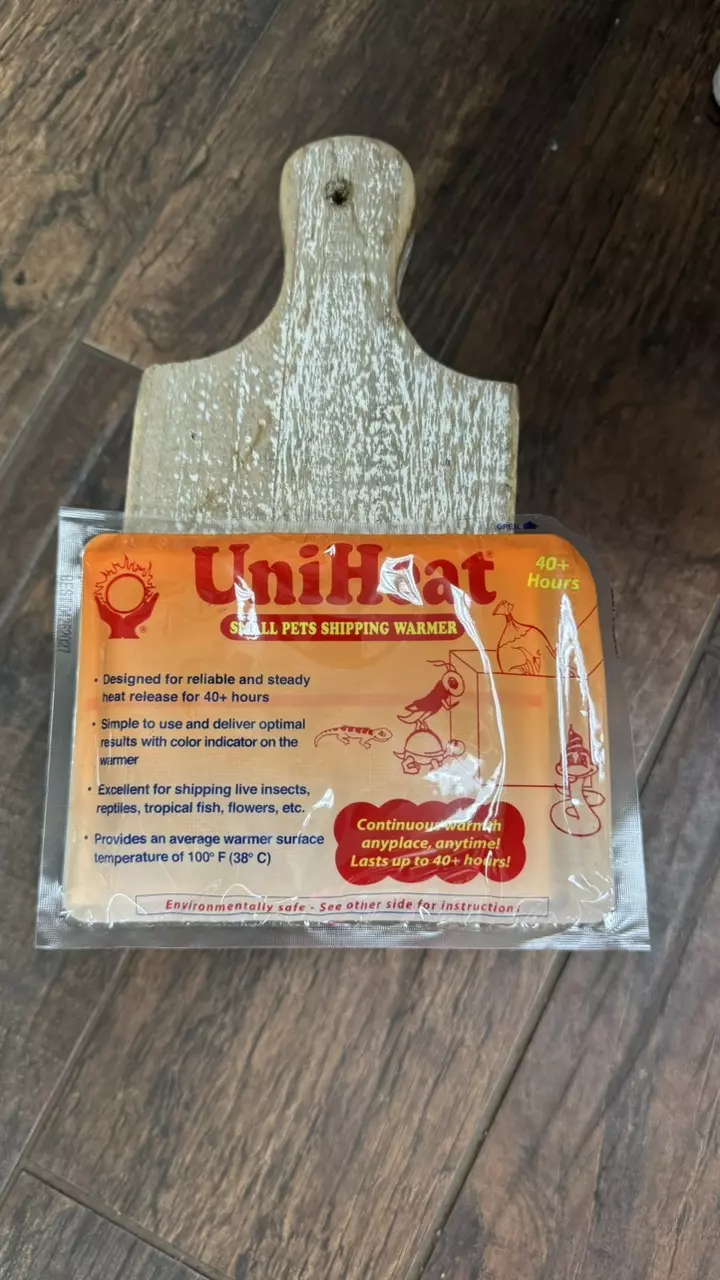 OPEN
UniHeat®
40+
Hours
SMALL PETS SHIPPING WARMER
• Designed for reliable and steady
heat release for 40+ hours
• Simple to use and deliver optimal
results with color indicator on the
warmer
• Excellent for shipping live insects,
reptiles, tropical fish, flowers, etc.
• Provides an average warmer surface
temperature of 100° F (38° C)
Continuous warmth
anyplace, anytime!
Lasts up to 40+ hours!
Environmentally safe - See other side for instructions